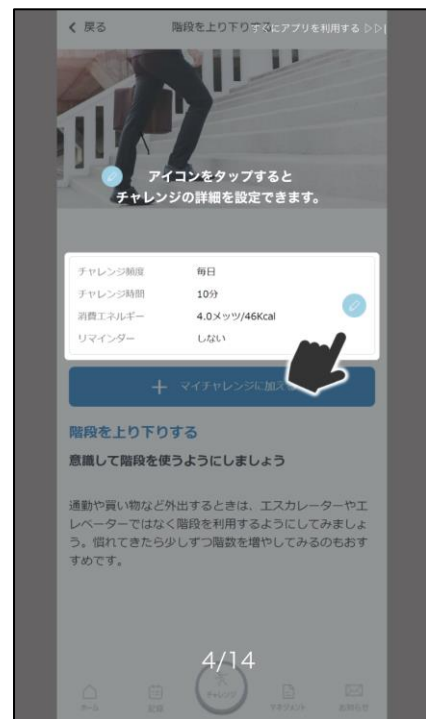 戻る
階段を上り下りする
すぐにアプリを利用する ▷▷|
アイコンをタップすると
チャレンジの詳細を設定できます。
チャレンジ頻度 毎日
チャレンジ時間 10分
消費エネルギー 4.0メッツ/46Kcal
リマインダー しない
＋ マイチャレンジに加え
階段を上り下りする
意識して階段を使うようにしましょう
通勤や買い物など外出するときは、エスカレーターやエ
レベーターではなく階段を利用するようにしてみましょ
う。慣れてきたら少しずつ階数を増やしてみるのもおす
すめです。
4/14
ホーム 記録 チャレンジ マネジメント お知らせ